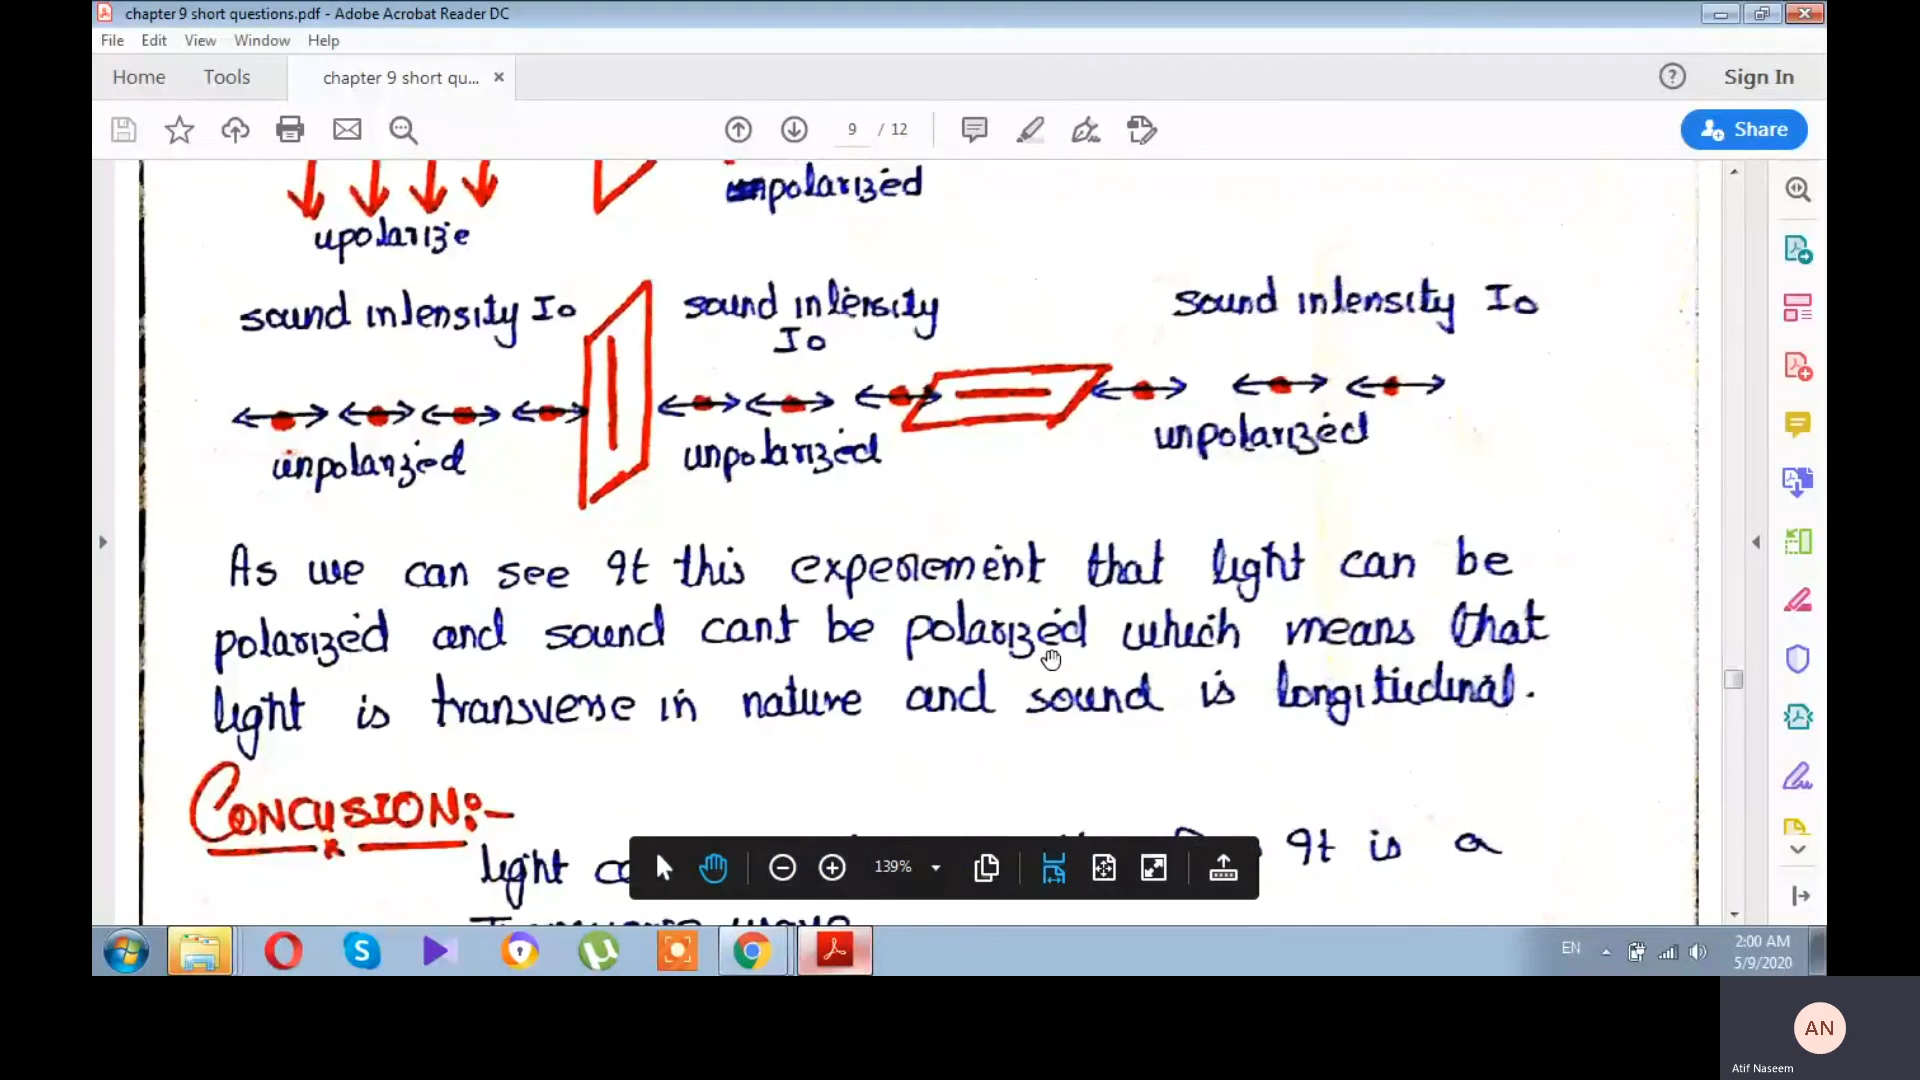 chapter 9 short questions.pdf - Adobe Acrobat Reader DC
File Edit View Window Help
Home Tools chapter 9 short qu... × Sign In
9 / 12 Share
unpolarized
upolarize
sound intensity Io sound intensity Io sound intensity Io
unpolarized unpolarized unpolarized
As we can see It this experiement that light can be
polarized and sound cant be polarized which means that
light is transverse in nature and sound is longitudinal.
CONCUSION:-
light It is a
139%
EN 2:00 AM
5/9/2020
AN
Atif Naseem